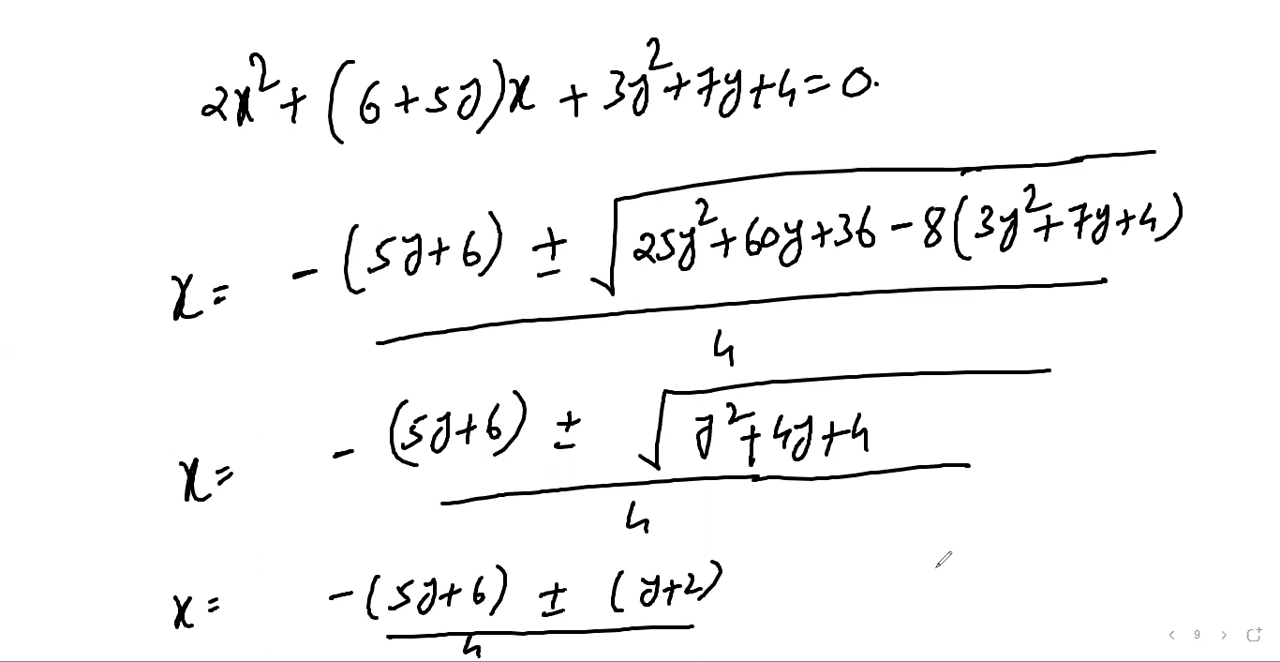 2x² + (6+5y)x + 3y²+7y+4=0.
x = -(5y+6) ± √(25y²+60y+36-8(3y²+7y+4)) / 4
x = -(5y+6) ± √(y²+4y+4) / 4
x = -(5y+6) ± (y+2) / 4
< 9 >